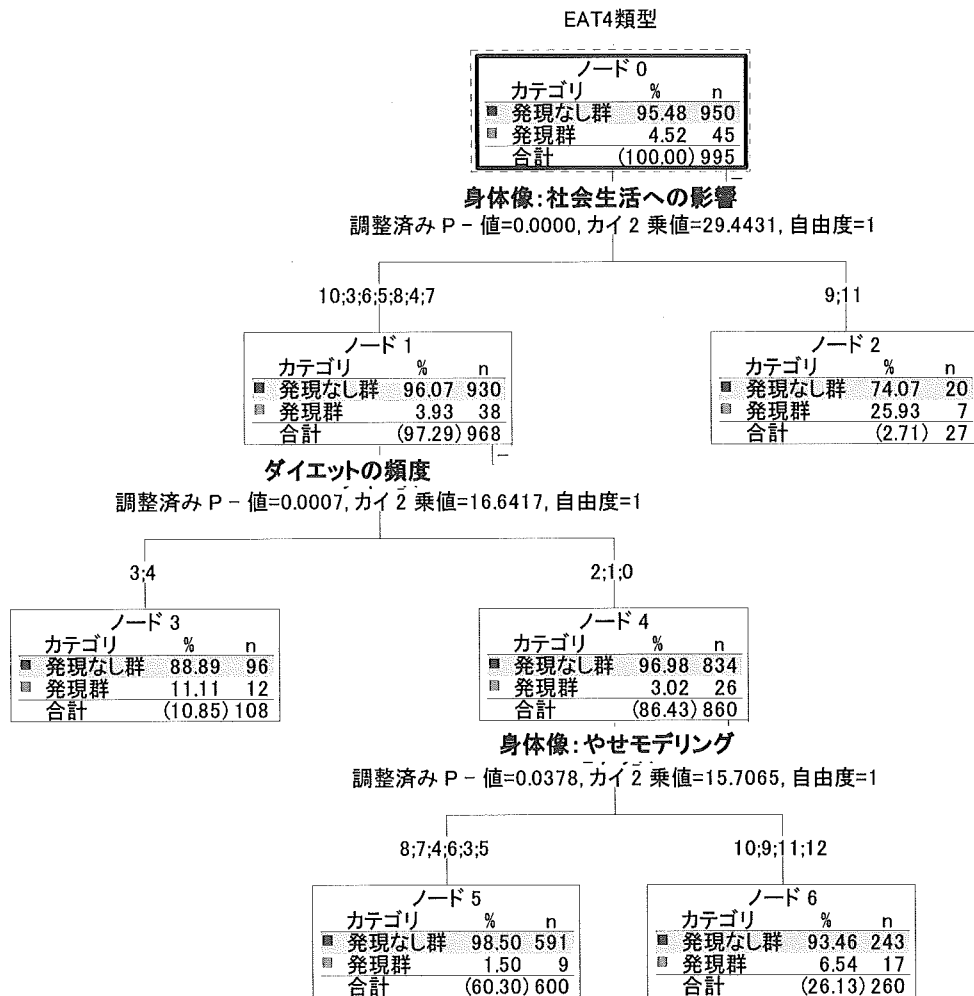 EAT4類型
ノード 0
カテゴリ % n
発現なし群 95.48 950
発現群 4.52 45
合計 (100.00) 995
身体像:社会生活への影響
調整済み P - 値=0.0000, カイ 2 乗値=29.4431, 自由度=1
10;3;6;5;8;4;7
9;11
ノード 1
カテゴリ % n
発現なし群 96.07 930
発現群 3.93 38
合計 (97.29) 968
ノード 2
カテゴリ % n
発現なし群 74.07 20
発現群 25.93 7
合計 (2.71) 27
ダイエットの頻度
調整済み P - 値=0.0007, カイ 2 乗値=16.6417, 自由度=1
3;4
2;1;0
ノード 3
カテゴリ % n
発現なし群 88.89 96
発現群 11.11 12
合計 (10.85) 108
ノード 4
カテゴリ % n
発現なし群 96.98 834
発現群 3.02 26
合計 (86.43) 860
身体像:やせモデリング
調整済み P - 値=0.0378, カイ 2 乗値=15.7065, 自由度=1
8;7;4;6;3;5
10;9;11;12
ノード 5
カテゴリ % n
発現なし群 98.50 591
発現群 1.50 9
合計 (60.30) 600
ノード 6
カテゴリ % n
発現なし群 93.46 243
発現群 6.54 17
合計 (26.13) 260